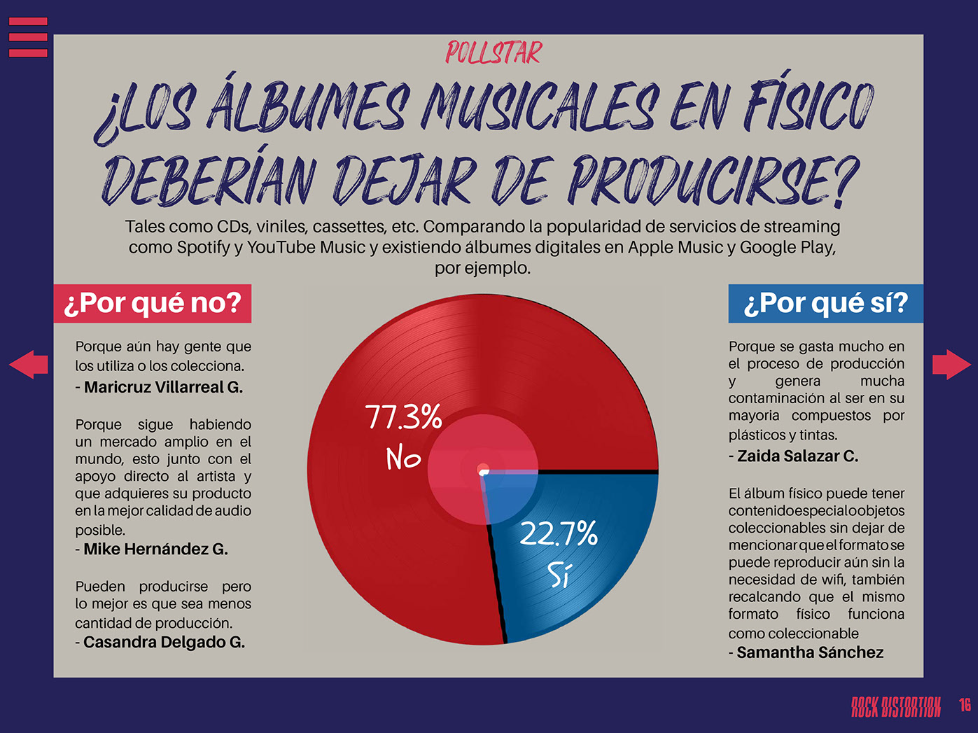 POLLSTAR
¿LOS ÁLBUMES MUSICALES EN FÍSICO
DEBERÍAN DEJAR DE PRODUCIRSE?
Tales como CDs, viniles, cassettes, etc. Comparando la popularidad de servicios de streaming
como Spotify y YouTube Music y existiendo álbumes digitales en Apple Music y Google Play,
por ejemplo.
¿Por qué no?
Porque aún hay gente que
los utiliza o los colecciona.
- Maricruz Villarreal G.
Porque sigue habiendo
un mercado amplio en el
mundo, esto junto con el
apoyo directo al artista y
que adquieres su producto
en la mejor calidad de audio
posible.
- Mike Hernández G.
Pueden producirse pero
lo mejor es que sea menos
cantidad de producción.
- Casandra Delgado G.
77.3%
No
22.7%
Sí
¿Por qué sí?
Porque se gasta mucho en
el proceso de producción
y genera mucha
contaminación al ser en su
mayoria compuestos por
plásticos y tintas.
- Zaida Salazar C.
El álbum físico puede tener
contenido especial o objetos
coleccionables sin dejar de
mencionar que el formato se
puede reproducir aún sin la
necesidad de wifi, también
recalcando que el mismo
formato físico funciona
como coleccionable
- Samantha Sánchez
ROCK DISTORTION 16